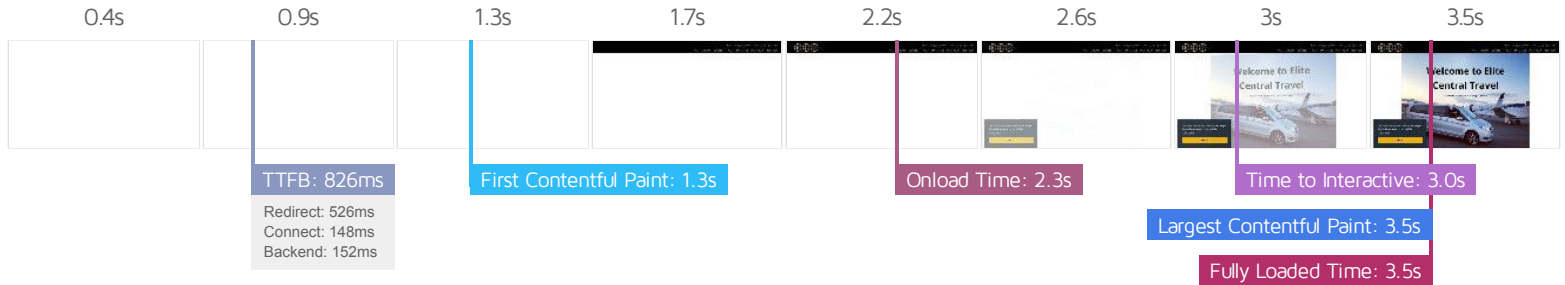 0.4s
0.9s
1.3s
1.7s
2.2s
2.6s
3s
3.5s
Welcome to Elite
Central Travel
Welcome to Elite
Central Travel
TTFB: 826ms
First Contentful Paint: 1.3s
Onload Time: 2.3s
Time to Interactive: 3.0s
Redirect: 526ms
Connect: 148ms
Backend: 152ms
Largest Contentful Paint: 3.5s
Fully Loaded Time: 3.5s